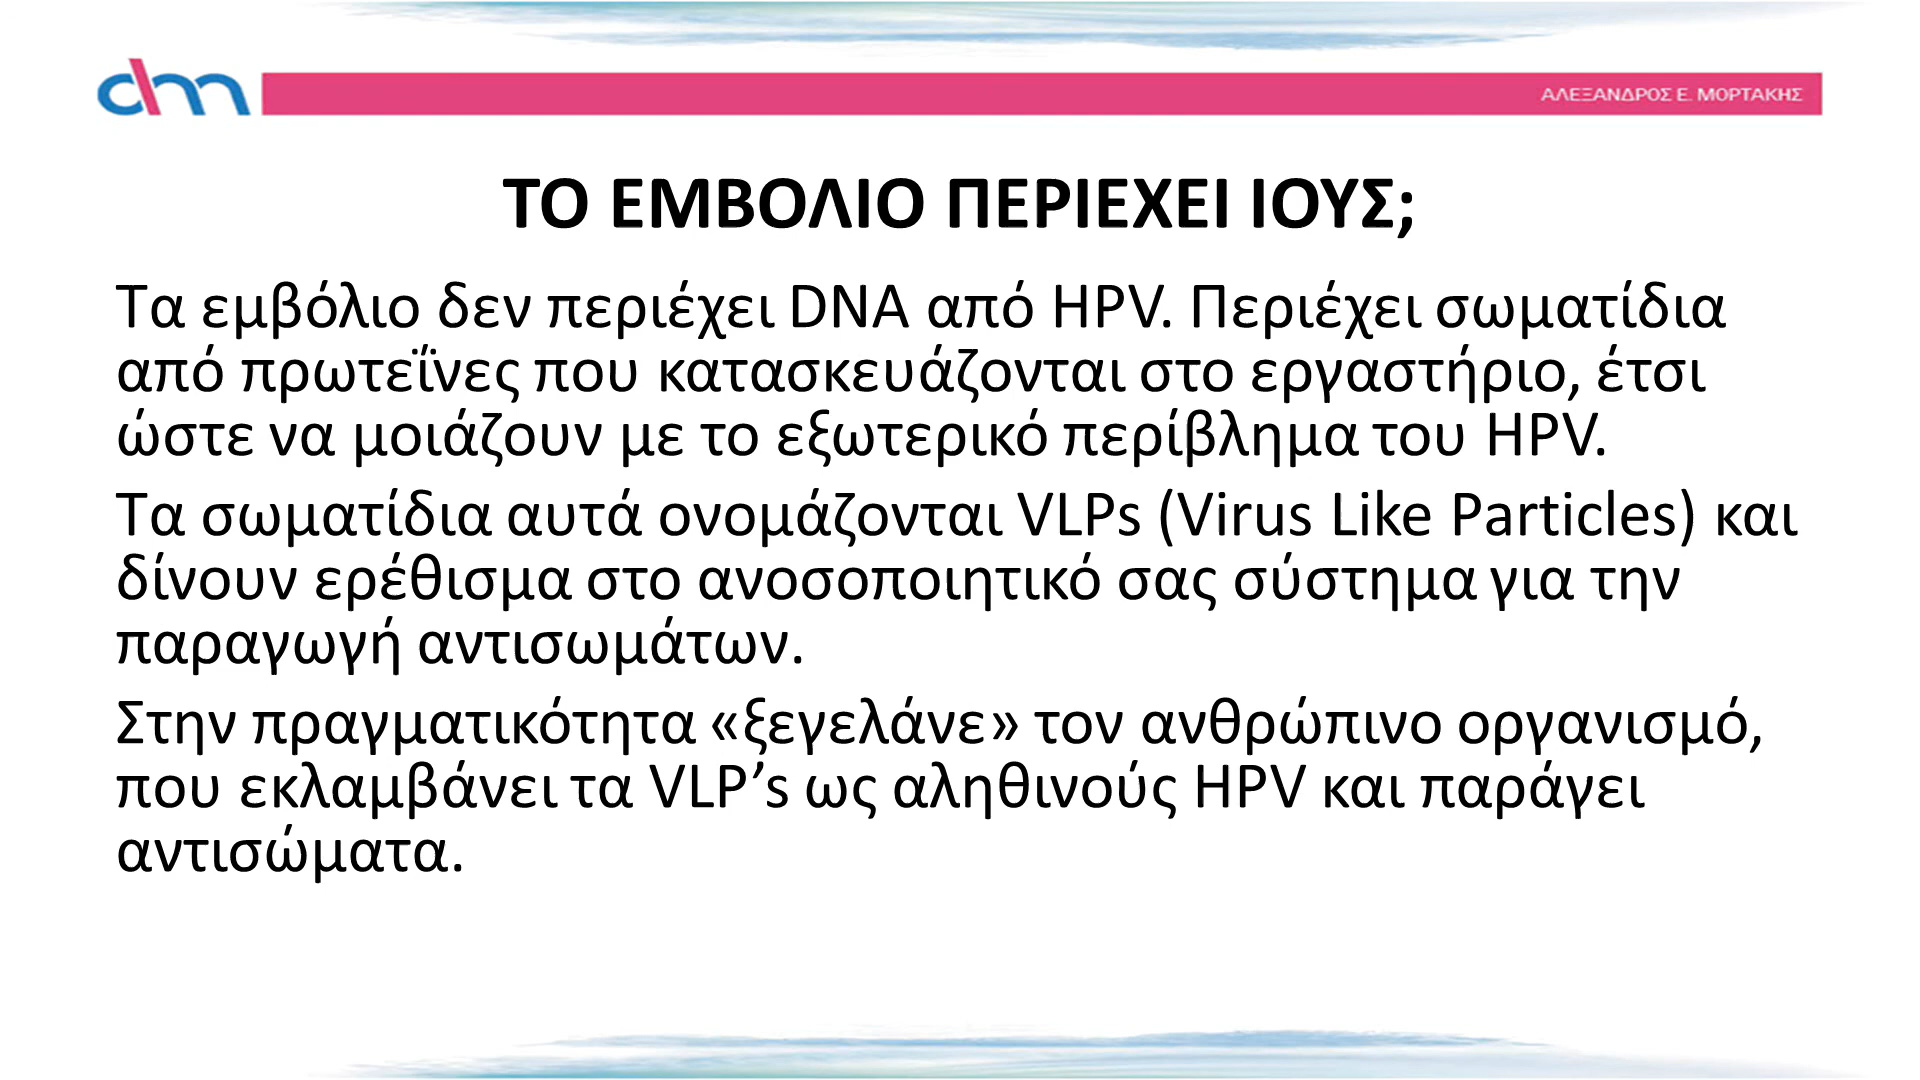 dm
ΑΛΕΞΑΝΔΡΟΣ Ε. ΜΟΡΤΑΚΗΣ
ΤΟ ΕΜΒΟΛΙΟ ΠΕΡΙΕΧΕΙ ΙΟΥΣ;
Τα εμβόλιο δεν περιέχει DNA από HPV. Περιέχει σωματίδια
από πρωτεΐνες που κατασκευάζονται στο εργαστήριο, έτσι
ώστε να μοιάζουν με το εξωτερικό περίβλημα του HPV.
Τα σωματίδια αυτά ονομάζονται VLPs (Virus Like Particles) και
δίνουν ερέθισμα στο ανοσοποιητικό σας σύστημα για την
παραγωγή αντισωμάτων.
Στην πραγματικότητα «ξεγελάνε» τον ανθρώπινο οργανισμό,
που εκλαμβάνει τα VLP’s ως αληθινούς HPV και παράγει
αντισώματα.